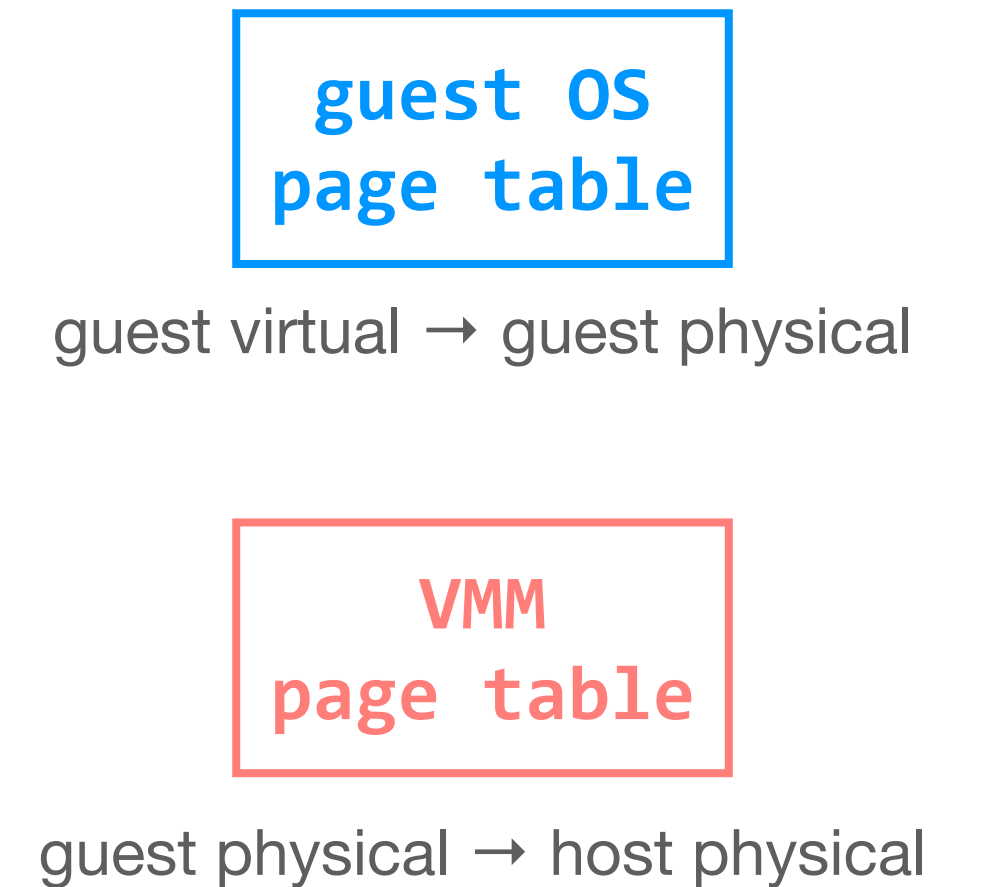 guest OS
page table
guest virtual → guest physical
VMM
page table
guest physical → host physical